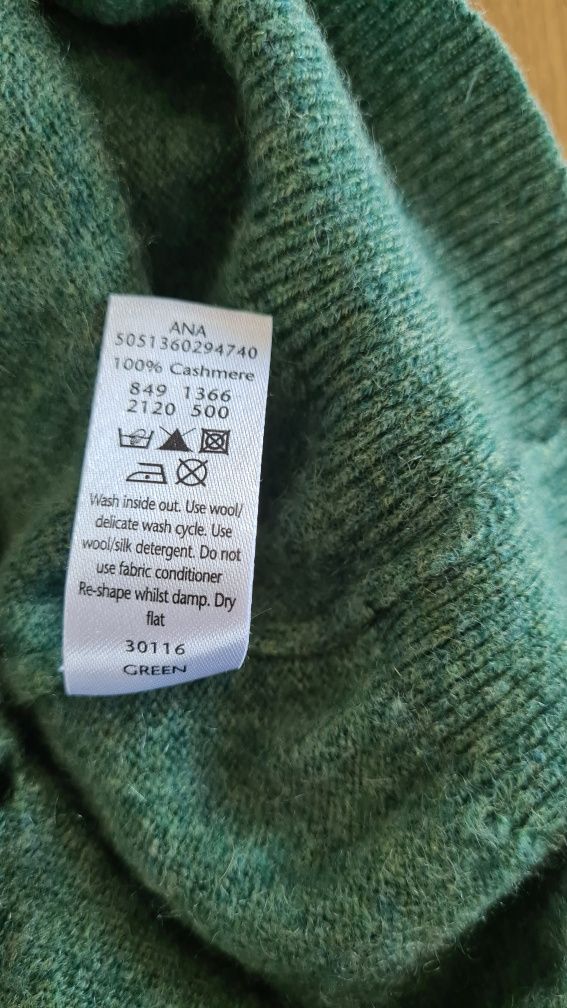 ANA
5051360294740
100% Cashmere
849 1366
2120 500
Wash inside out. Use wool/
delicate wash cycle. Use
wool/silk detergent. Do not
use fabric conditioner
Re-shape whilst damp. Dry
flat
30116
GREEN